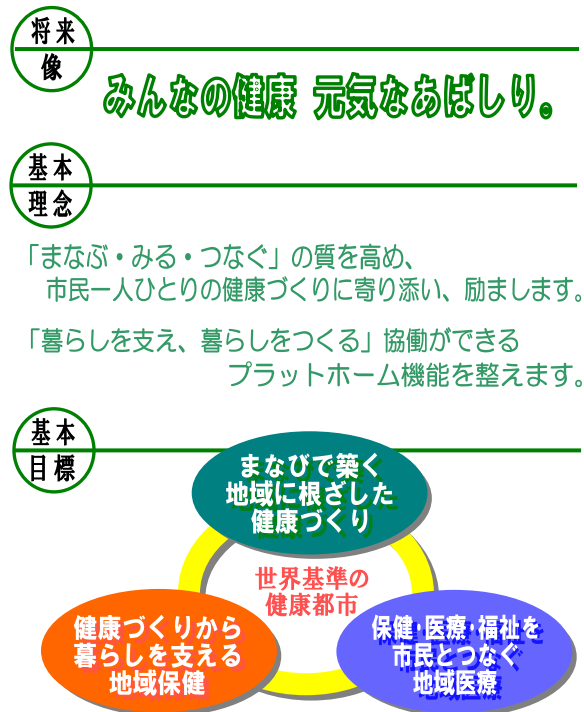 将来
像
みんなの健康 元気なあばしり。
基本
理念
「まなぶ・みる・つなぐ」の質を高め、
市民一人ひとりの健康づくりに寄り添い、励まします。
「暮らしを支え、暮らしをつくる」協働ができる
プラットホーム機能を整えます。
基本
目標
まなびで築く
地域に根ざした
健康づくり
世界基準の
健康都市
健康づくりから
暮らしを支える
地域保健
保健・医療・福祉を
市民とつなぐ
地域医療